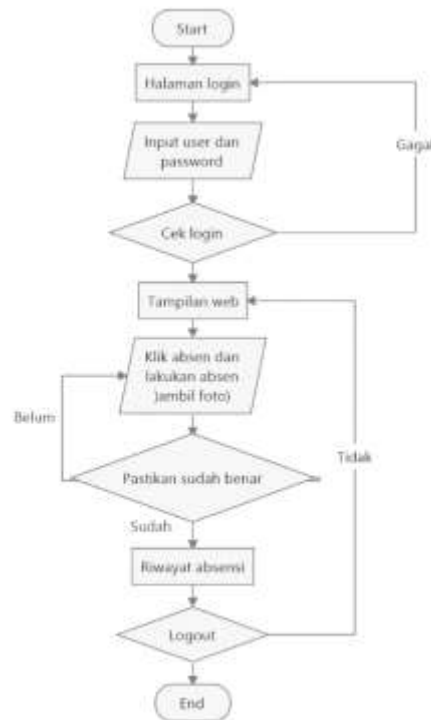 Start
Halaman login
Input user dan
password
Gagal
Cek login
Tampilan web
Klik absen dan
lakukan absen
)ambil foto)
Belum
Pastikan sudah benar
Tidak
Sudah
Riwayat absensi
Logout
End